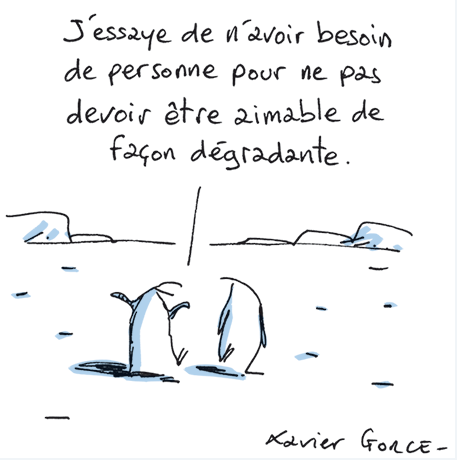 J'essaye de n'avoir besoin
de personne pour ne pas
devoir être aimable de
façon dégradante.
Xavier GORCE-